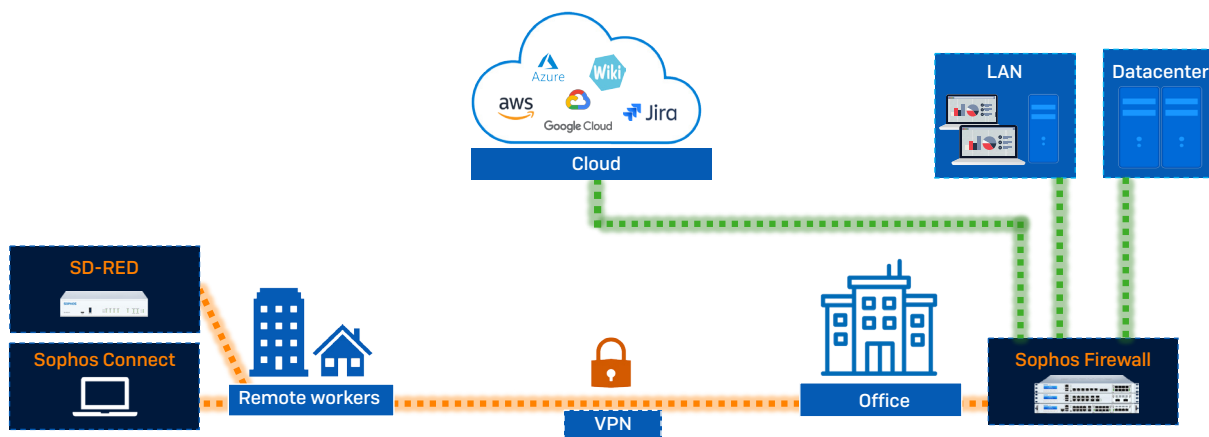 Azure
Wiki
aws
Google Cloud
Jira
Cloud
LAN
Datacenter
SD-RED
SOPHOS
Sophos Connect
Remote workers
VPN
Office
Sophos Firewall